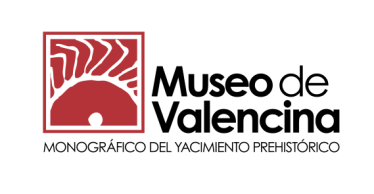 Museo de
Valencina
MONOGRÁFICO DEL YACIMIENTO PREHISTÓRICO